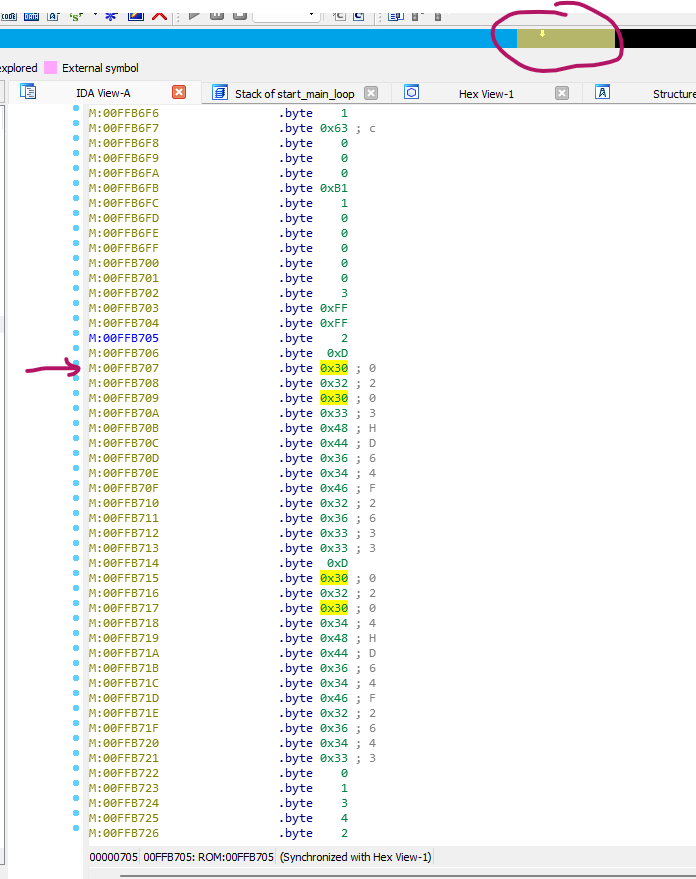 xplored External symbol
IDA View-A Stack of start_main_loop Hex View-1 Structure
M:00FFB6F6 .byte 1
M:00FFB6F7 .byte 0x63 ; c
M:00FFB6F8 .byte 0
M:00FFB6F9 .byte 0
M:00FFB6FA .byte 0
M:00FFB6FB .byte 0xB1
M:00FFB6FC .byte 1
M:00FFB6FD .byte 0
M:00FFB6FE .byte 0
M:00FFB6FF .byte 0
M:00FFB700 .byte 0
M:00FFB701 .byte 0
M:00FFB702 .byte 3
M:00FFB703 .byte 0xFF
M:00FFB704 .byte 0xFF
M:00FFB705 .byte 2
M:00FFB706 .byte 0xD
M:00FFB707 .byte 0x30 ; 0
M:00FFB708 .byte 0x32 ; 2
M:00FFB709 .byte 0x30 ; 0
M:00FFB70A .byte 0x33 ; 3
M:00FFB70B .byte 0x48 ; H
M:00FFB70C .byte 0x44 ; D
M:00FFB70D .byte 0x36 ; 6
M:00FFB70E .byte 0x34 ; 4
M:00FFB70F .byte 0x46 ; F
M:00FFB710 .byte 0x32 ; 2
M:00FFB711 .byte 0x36 ; 6
M:00FFB712 .byte 0x33 ; 3
M:00FFB713 .byte 0x33 ; 3
M:00FFB714 .byte 0xD
M:00FFB715 .byte 0x30 ; 0
M:00FFB716 .byte 0x32 ; 2
M:00FFB717 .byte 0x30 ; 0
M:00FFB718 .byte 0x34 ; 4
M:00FFB719 .byte 0x48 ; H
M:00FFB71A .byte 0x44 ; D
M:00FFB71B .byte 0x36 ; 6
M:00FFB71C .byte 0x34 ; 4
M:00FFB71D .byte 0x46 ; F
M:00FFB71E .byte 0x32 ; 2
M:00FFB71F .byte 0x36 ; 6
M:00FFB720 .byte 0x34 ; 4
M:00FFB721 .byte 0x33 ; 3
M:00FFB722 .byte 0
M:00FFB723 .byte 1
M:00FFB724 .byte 3
M:00FFB725 .byte 4
M:00FFB726 .byte 2
00000705 00FFB705: ROM:00FFB705 (Synchronized with Hex View-1)